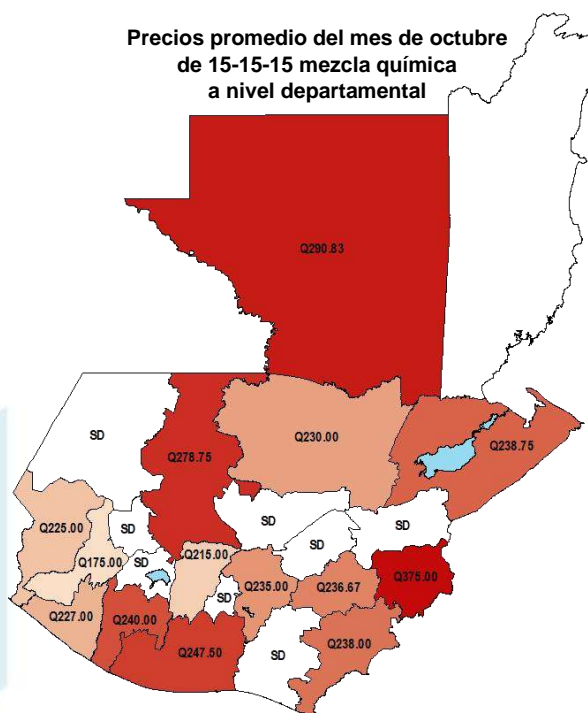 Precios promedio del mes de octubre
de 15-15-15 mezcla química
a nivel departamental
Q290.83
SD
Q278.75
Q230.00
Q238.75
SD
SD
SD
Q225.00
SD
SD
Q175.00
Q215.00
SD
Q235.00
Q236.67
Q375.00
Q227.00
Q240.00
Q247.50
SD
Q238.00